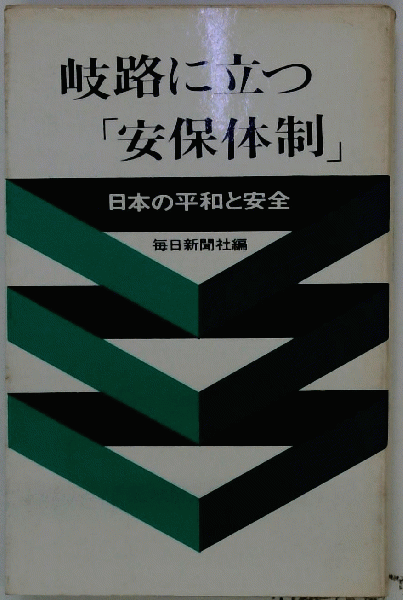 岐路に立つ
「安保体制」
日本の平和と安全
毎日新聞社編